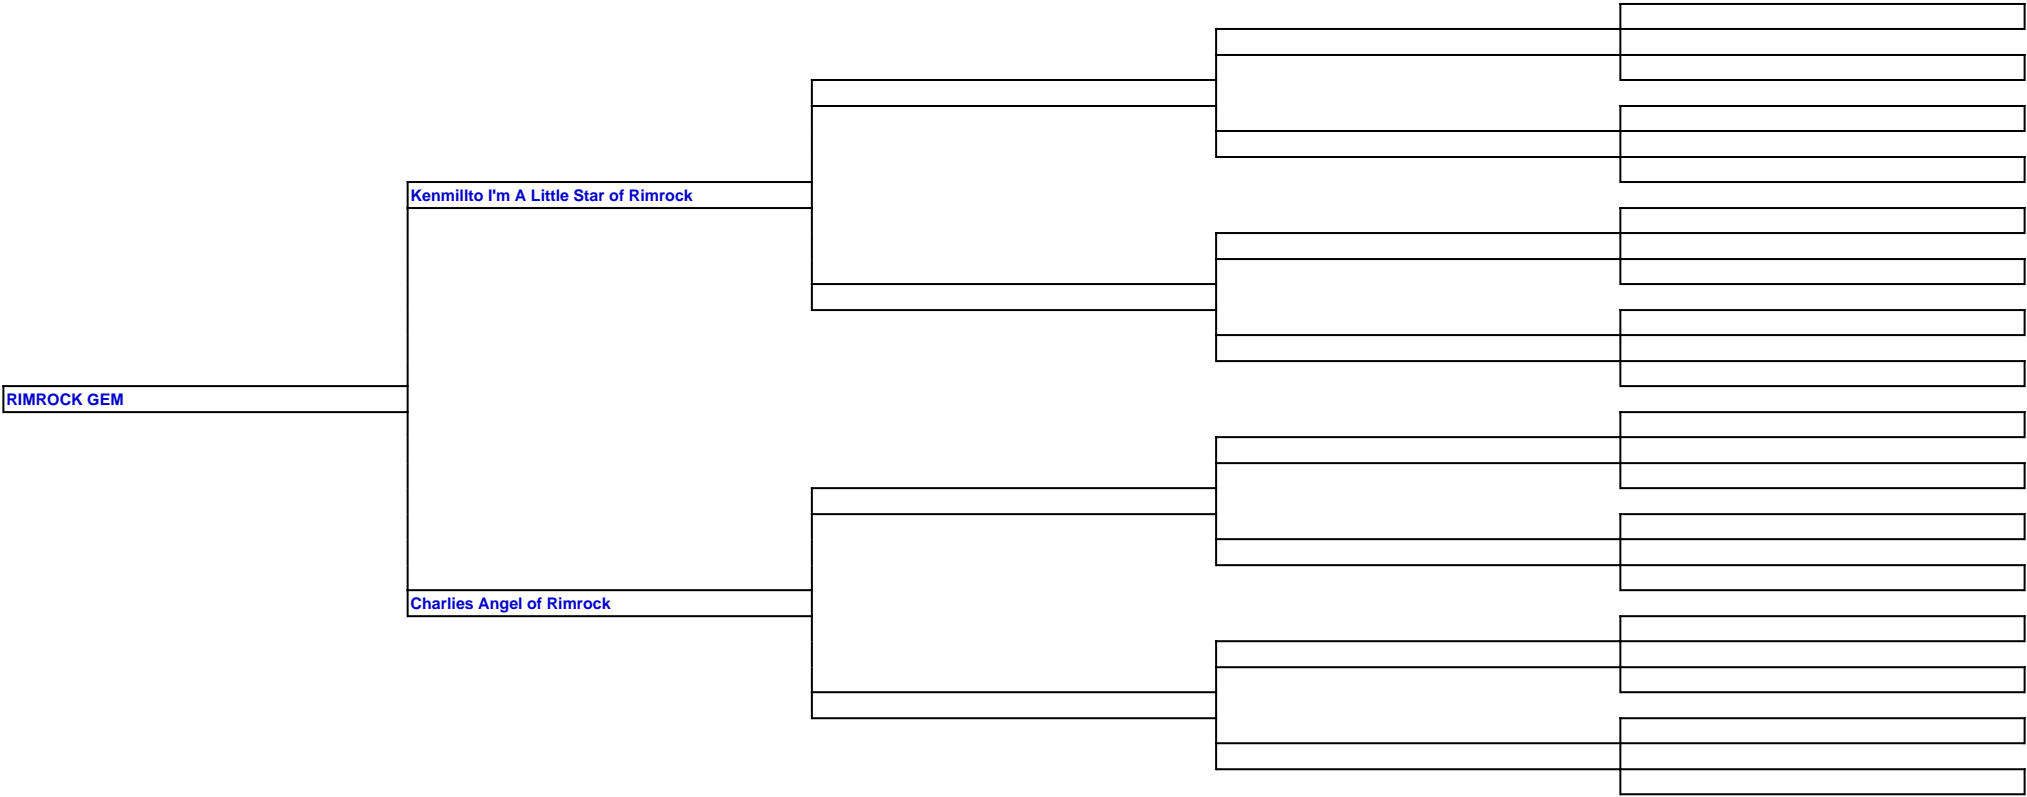 Kenmillto I'm A Little Star of Rimrock
RIMROCK GEM
Charlies Angel of Rimrock